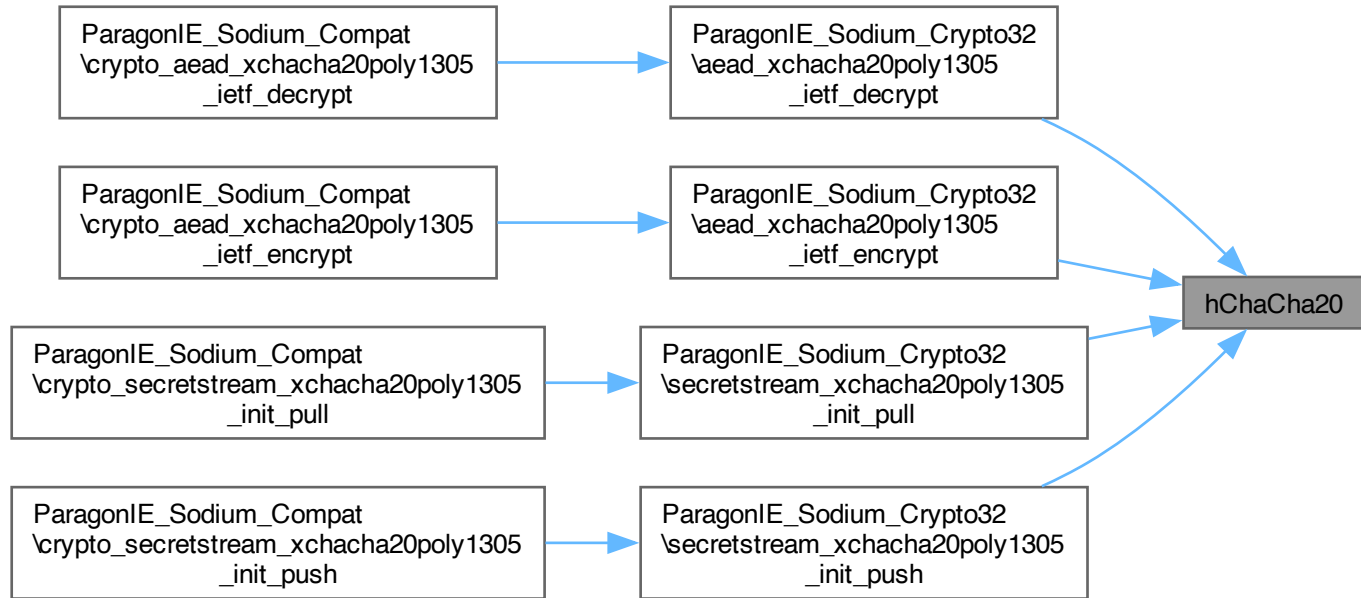 ParagonIE_Sodium_Compat
\crypto_aead_xchacha20poly1305
_ietf_decrypt
ParagonIE_Sodium_Crypto32
\aead_xchacha20poly1305
_ietf_decrypt
ParagonIE_Sodium_Compat
\crypto_aead_xchacha20poly1305
_ietf_encrypt
ParagonIE_Sodium_Crypto32
\aead_xchacha20poly1305
_ietf_encrypt
hChaCha20
ParagonIE_Sodium_Compat
\crypto_secretstream_xchacha20poly1305
_init_pull
ParagonIE_Sodium_Crypto32
\secretstream_xchacha20poly1305
_init_pull
ParagonIE_Sodium_Compat
\crypto_secretstream_xchacha20poly1305
_init_push
ParagonIE_Sodium_Crypto32
\secretstream_xchacha20poly1305
_init_push